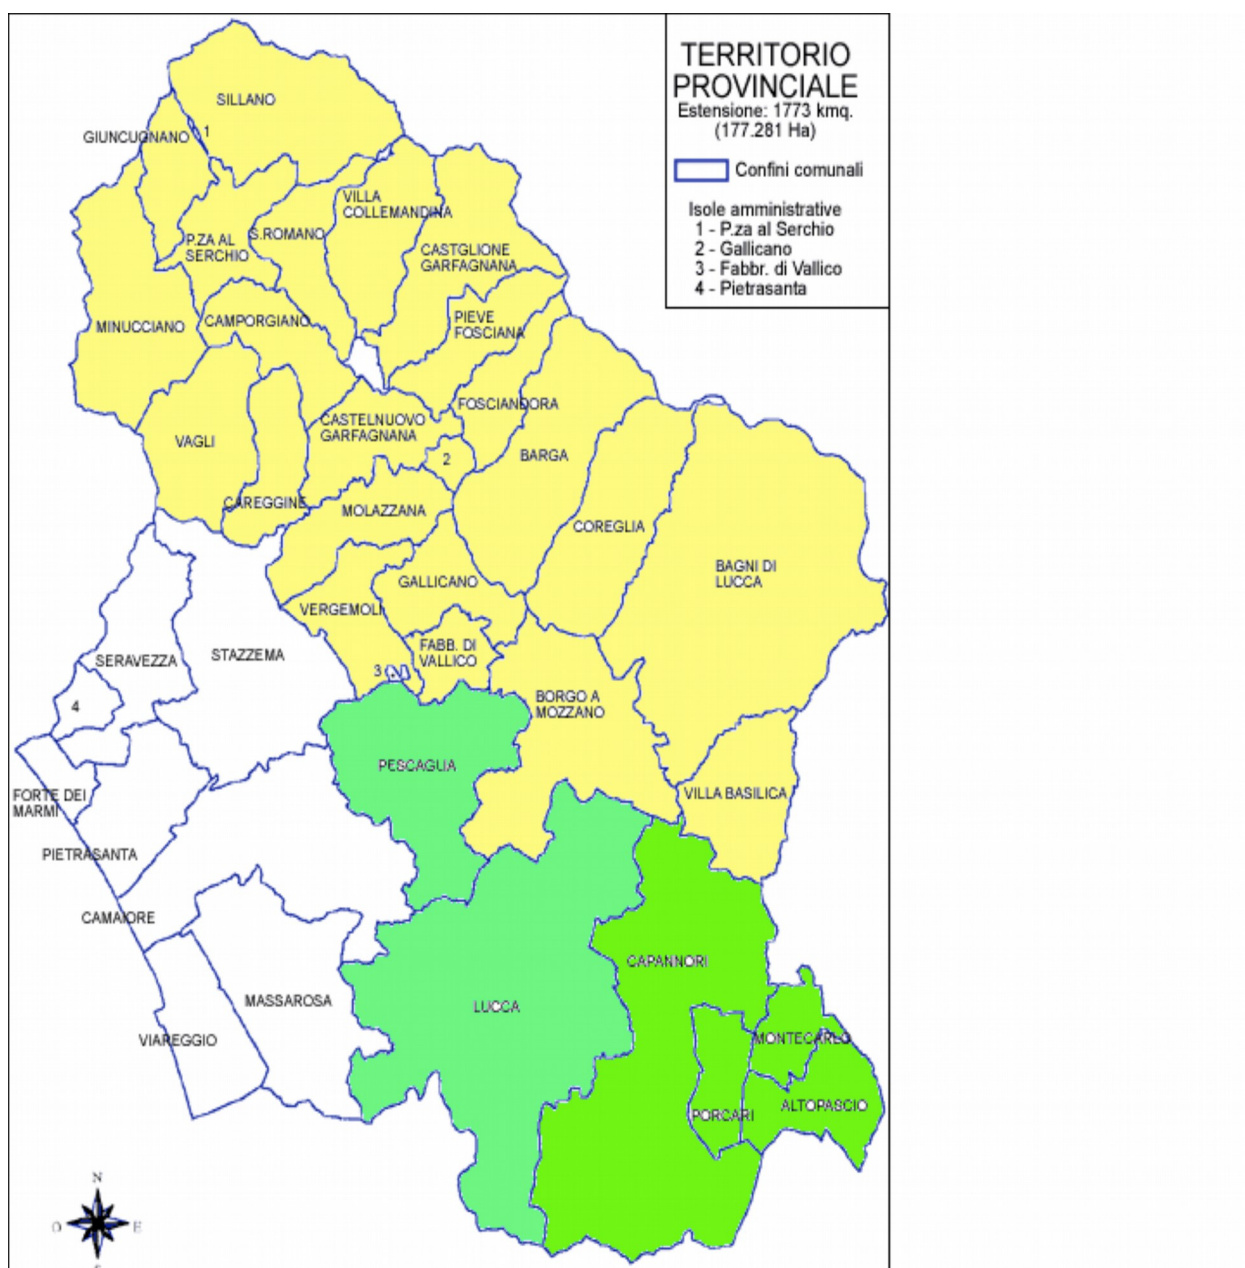 TERRITORIO
PROVINCIALE
Estensione: 1773 kmq.
(177.281 Ha)
Confini comunali
Isole amministrative
1 - P.za al Serchio
2 - Gallicano
3 - Fabbr. di Vallico
4 - Pietrasanta
SILLANO
GIUNCUGNANO
1
VILLA
COLLEMANDINA
P.ZA AL
SERCHIO
S.ROMANO
CASTGLIONE
GARFAGNANA
MINUCCIANO
CAMPORGIANO
PIEVE
FOSCIANA
FOSCIANDORA
CASTELNUOVO
GARFAGNANA
VAGLI
2
BARGA
CAREGGINE
MOLAZZANA
COREGLIA
BAGNI DI
LUCCA
GALLICANO
VERGEMOLI
FABB. DI
VALLICO
SERAVEZZA
STAZZEMA
3
4
BORGO A
MOZZANO
PESCAGLIA
FORTE DEI
MARMI
VILLA BASILICA
PIETRASANTA
CAMAIORE
CAPANNORI
MASSAROSA
LUCCA
VIAREGGIO
MONTECARLO
PORCARI
ALTOPASCIO
N
O
E
S